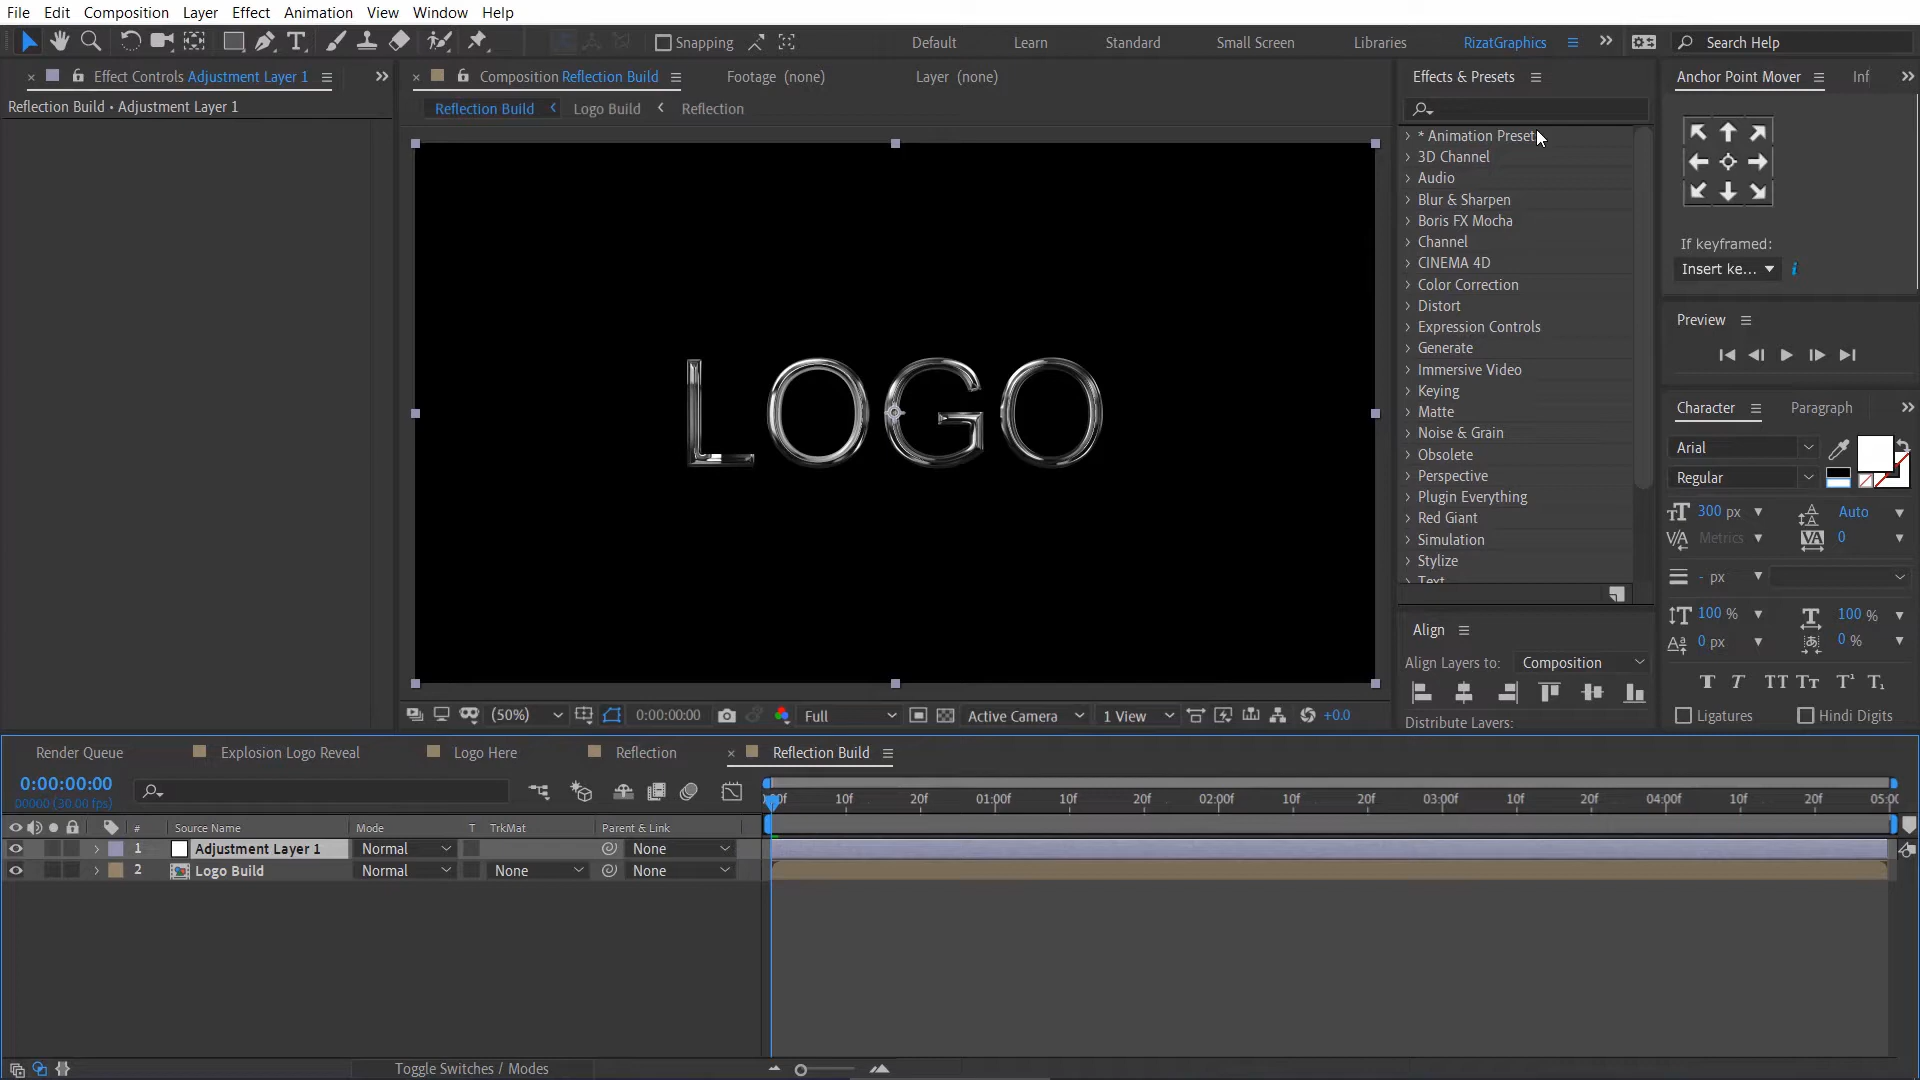 File Edit Composition Layer Effect Animation View Window Help
Snapping Default Learn Standard Small Screen Libraries RizatGraphics Search Help
Effect Controls Adjustment Layer 1
Reflection Build • Adjustment Layer 1
Composition Reflection Build Footage (none) Layer (none)
Reflection Build Logo Build Reflection
LOGO
(50%) 0:00:00:00 Full Active Camera 1 View +0.0
Effects & Presets
* Animation Preset
3D Channel
Audio
Blur & Sharpen
Boris FX Mocha
Channel
CINEMA 4D
Color Correction
Distort
Expression Controls
Generate
Immersive Video
Keying
Matte
Noise & Grain
Obsolete
Perspective
Plugin Everything
Red Giant
Simulation
Stylize
Text
Align
Align Layers to: Composition
Distribute Layers:
Anchor Point Mover Inf
If keyframed:
Insert ke...
Preview
Character Paragraph
Arial
Regular
300 px Auto
Metrics 0
- px
100 % 100 %
0 px 0 %
Ligatures Hindi Digits
Render Queue Explosion Logo Reveal Logo Here Reflection Reflection Build
0:00:00:00
00000 (30.00 fps)
10f 20f 01:00f 10f 20f 02:00f 10f 20f 03:00f 10f 20f 04:00f 10f 20f 05:00
# Source Name Mode T TrkMat Parent & Link
1 Adjustment Layer 1 Normal None
2 Logo Build Normal None None
Toggle Switches / Modes